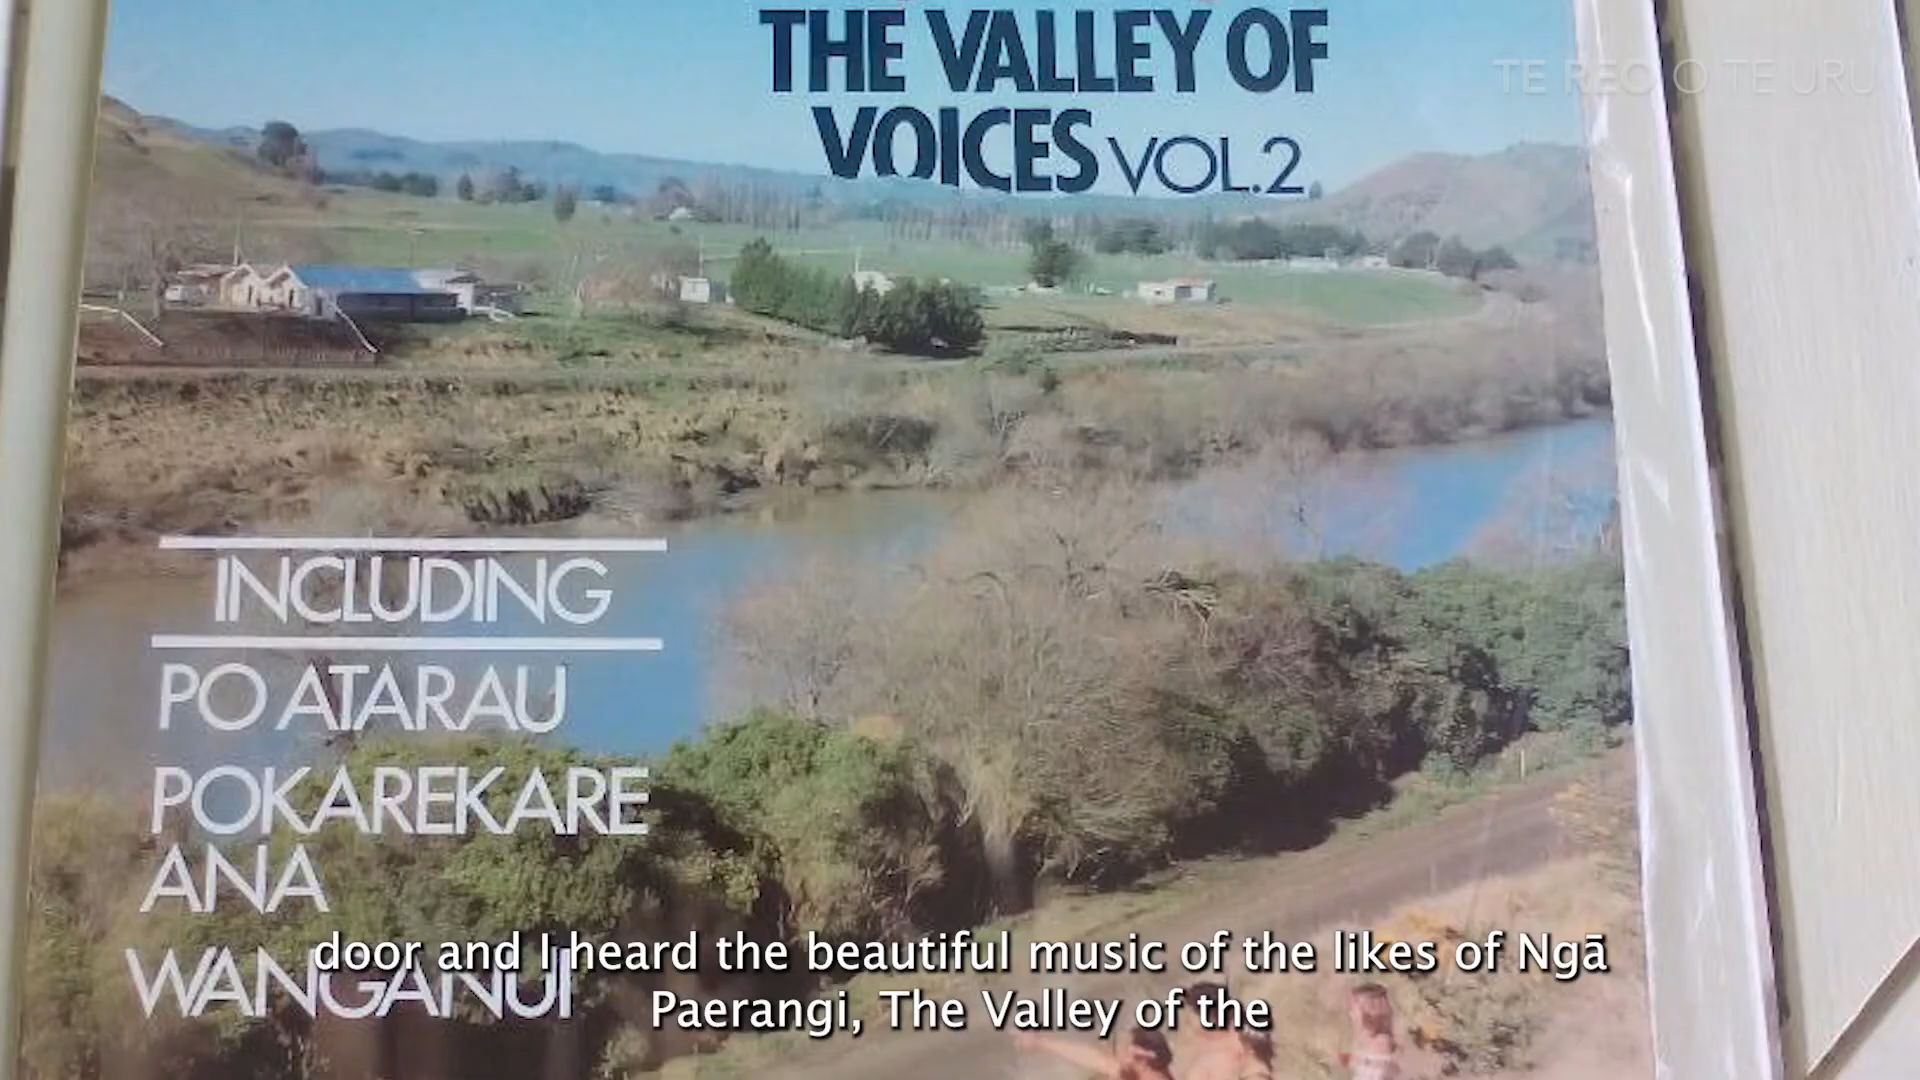 THE VALLEY OF
VOICES VOL.2
TE REO O TE URU
INCLUDING
PO ATARAU
POKAREKARE
ANA
WANGANUI
door and I heard the beautiful music of the likes of Ngā
Paerangi, The Valley of the